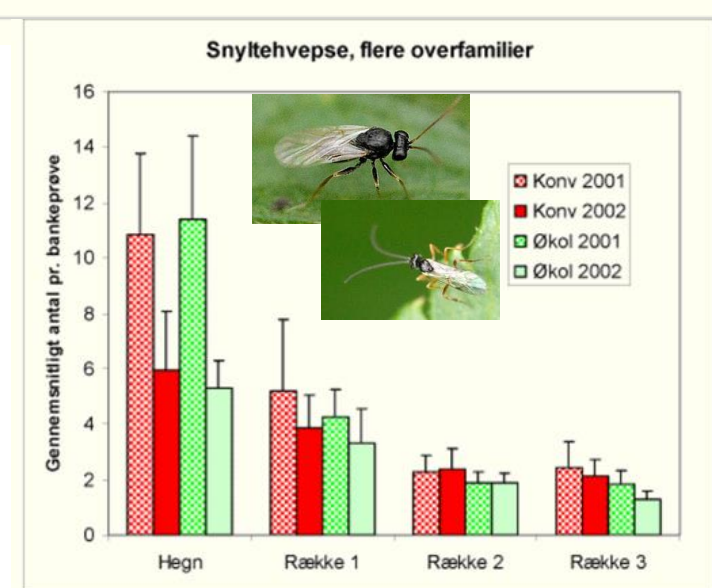 Snyltehvepse, flere overfamilier
Gennemsnitligt antal pr. bankeprøve
16
14
12
10
8
6
4
2
0
Konv 2001
Konv 2002
Økol 2001
Økol 2002
Hegn
Række 1
Række 2
Række 3